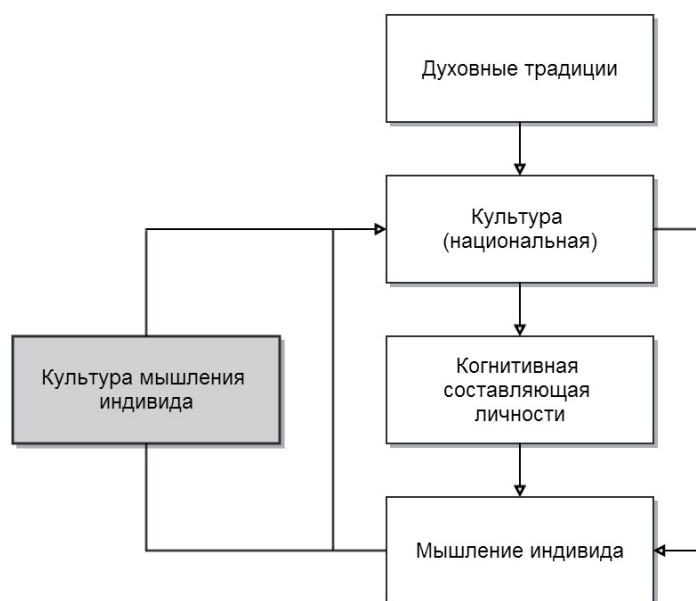 Духовные традиции
Культура
(национальная)
Культура мышления
индивида
Когнитивная
составляющая
личности
Мышление индивида